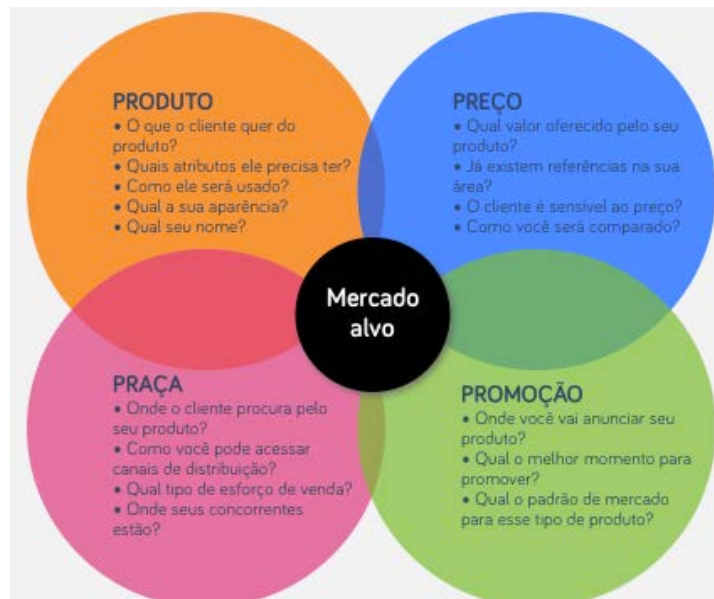 PRODUTO
• O que o cliente quer do
produto?
• Quais atributos ele precisa ter?
• Como ele será usado?
• Qual a sua aparência?
• Qual seu nome?
PREÇO
• Qual valor oferecido pelo seu
produto?
• Já existem referências na sua
área?
• O cliente é sensível ao preço?
• Como você será comparado?
Mercado
alvo
PRAÇA
• Onde o cliente procura pelo
seu produto?
• Como você pode acessar
canais de distribuição?
• Qual tipo de esforço de venda?
• Onde seus concorrentes
estão?
PROMOÇÃO
• Onde você vai anunciar seu
produto?
• Qual o melhor momento para
promover?
• Qual o padrão de mercado
para esse tipo de produto?